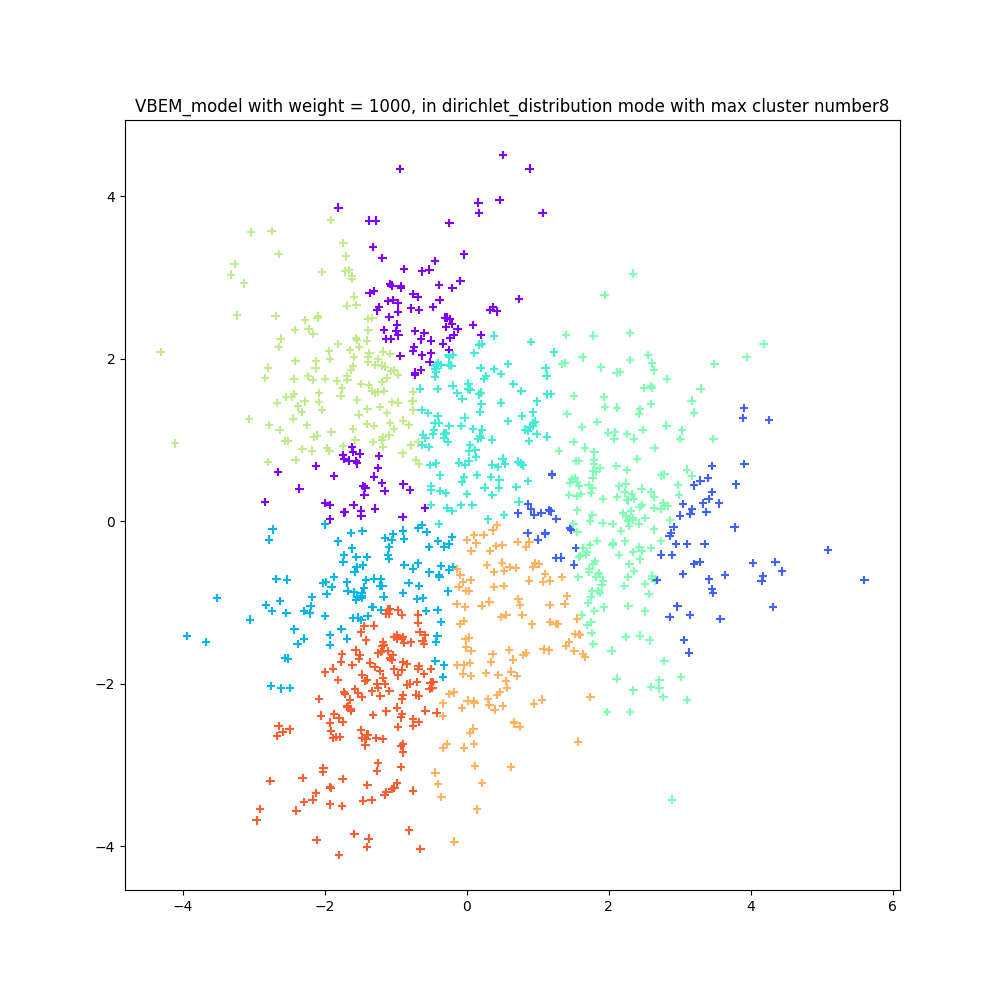 VBEM_model with weight = 1000, in dirichlet_distribution mode with max cluster number8
4
2
0
−2
−4
−4 −2 0 2 4 6